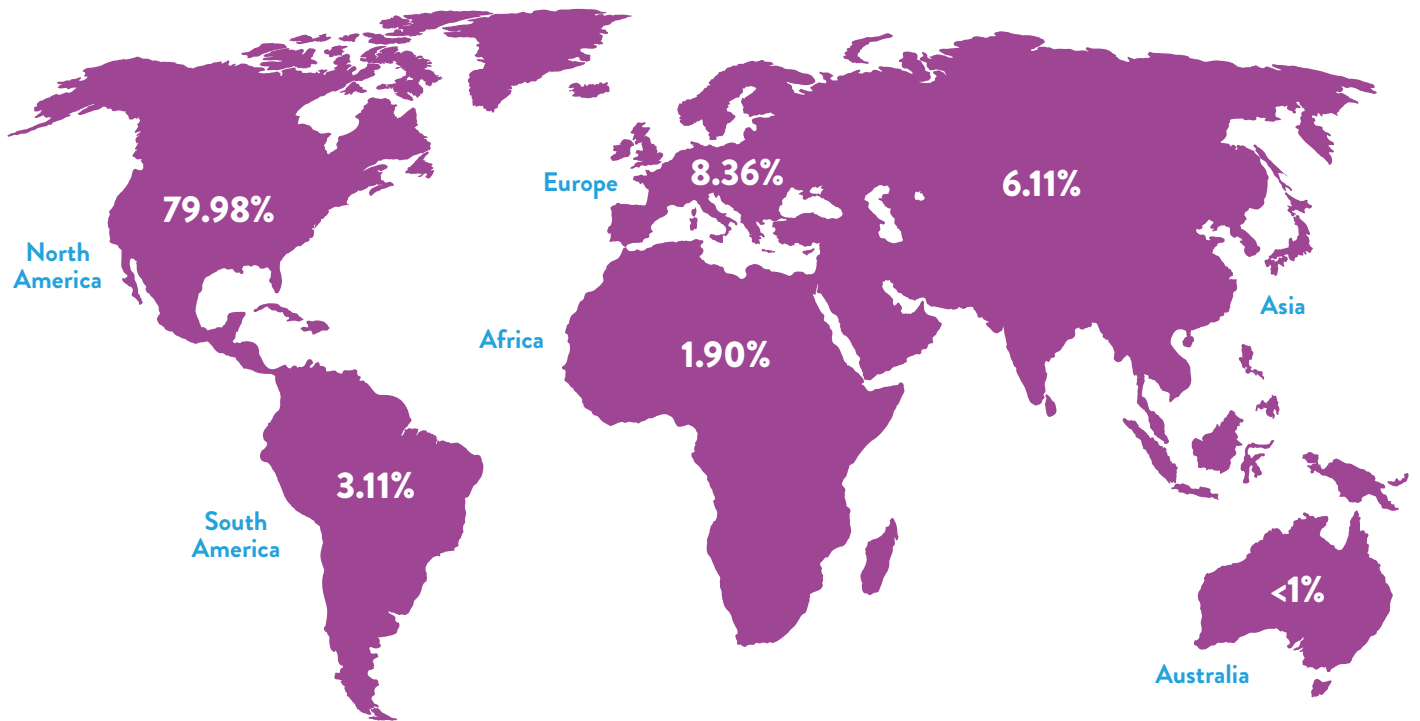 8.36%
Europe
6.11%
79.98%
North
America
Asia
Africa
1.90%
3.11%
South
America
<1%
Australia